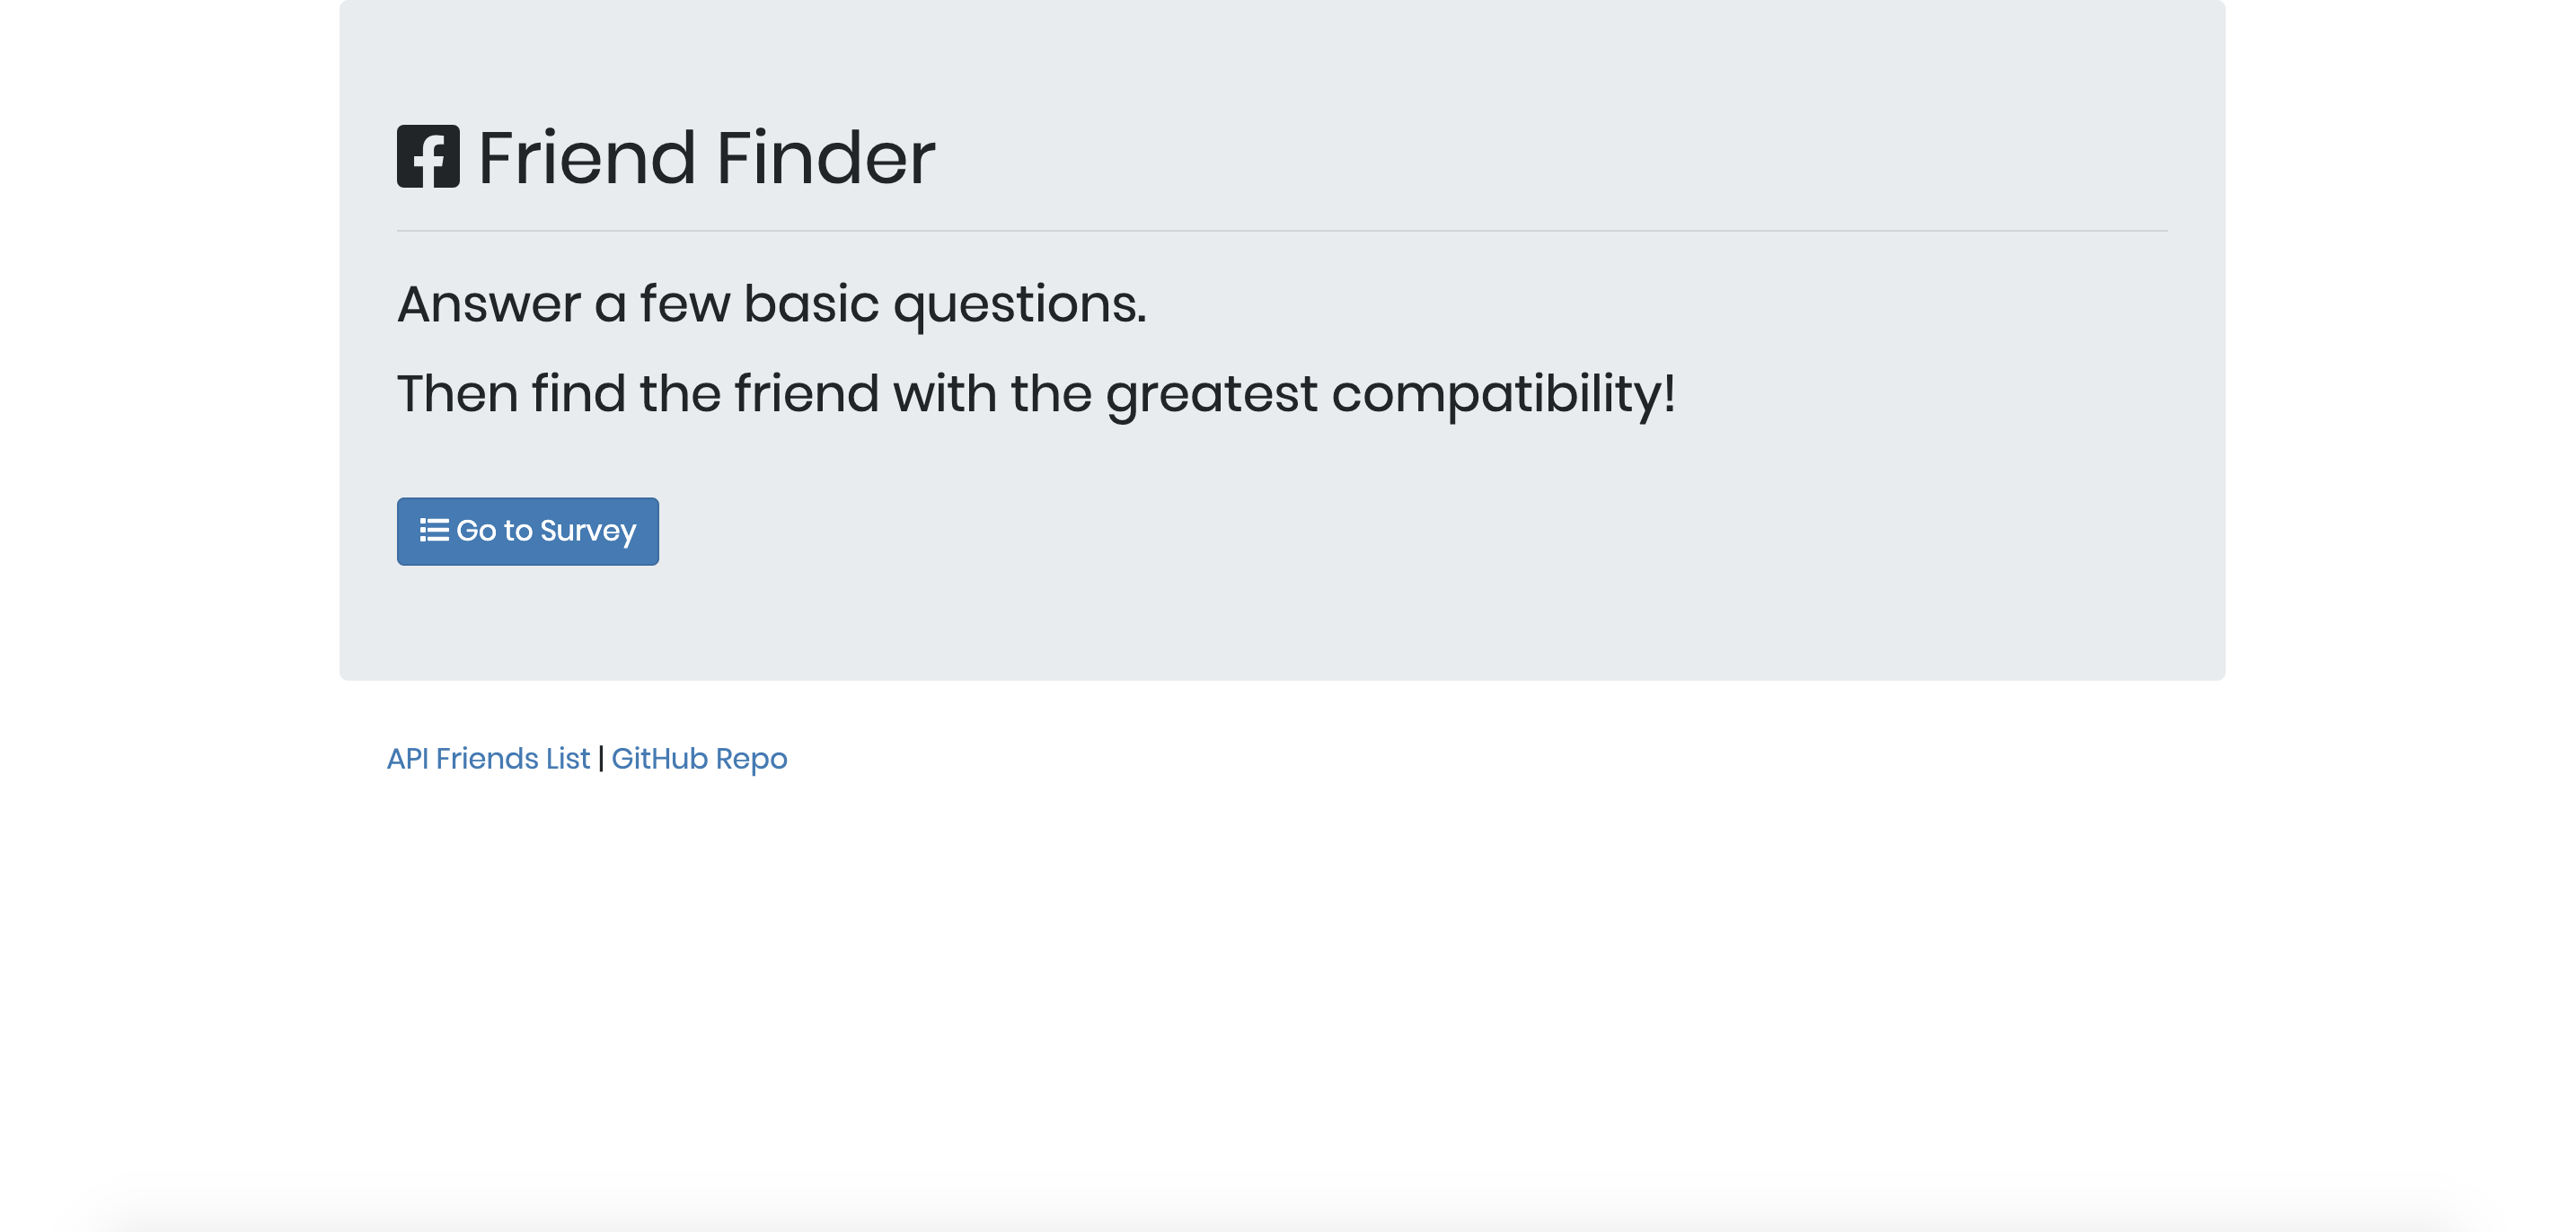 Friend Finder
Answer a few basic questions.
Then find the friend with the greatest compatibility!
Go to Survey
API Friends List | GitHub Repo